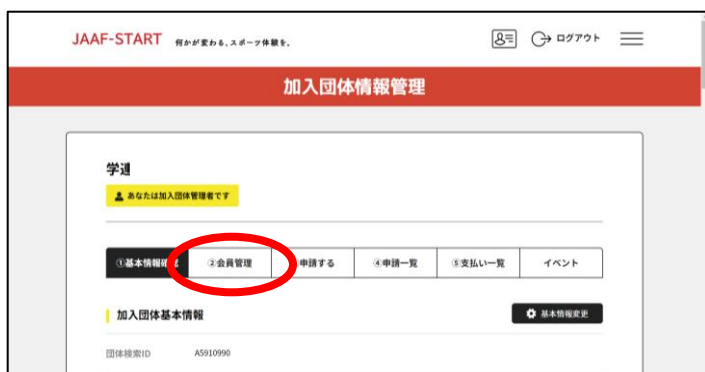 JAAF-START 何かが変わる、スポーツ体験を。 ログアウト
加入団体情報管理
学連
あなたは加入団体管理者です
①基本情報確 ②会員管理 申請する ④申請一覧 ⑤支払い一覧 イベント
加入団体基本情報 基本情報変更
団体検索ID A5910990